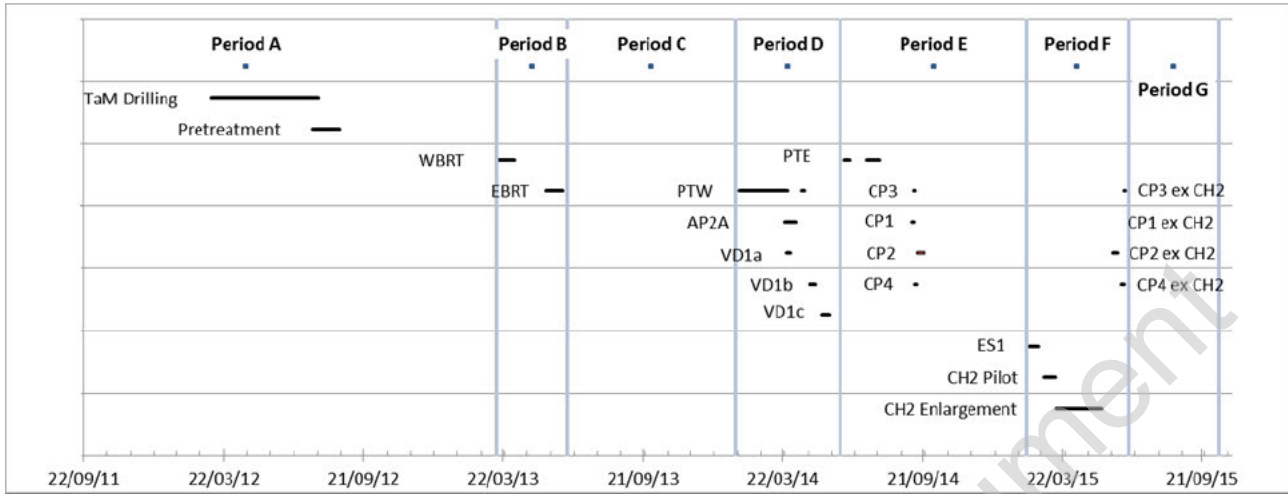 Period A Period B Period C Period D Period E Period F
Period G
TaM Drilling
Pretreatment
WBRT PTE
EBRT PTW CP3 CP3 ex CH2
AP2A CP1 CP1 ex CH2
VD1a CP2 CP2 ex CH2
VD1b CP4 CP4 ex CH2
VD1c
ES1
CH2 Pilot
CH2 Enlargement
22/09/11 22/03/12 21/09/12 22/03/13 21/09/13 22/03/14 21/09/14 22/03/15 21/09/15
ument